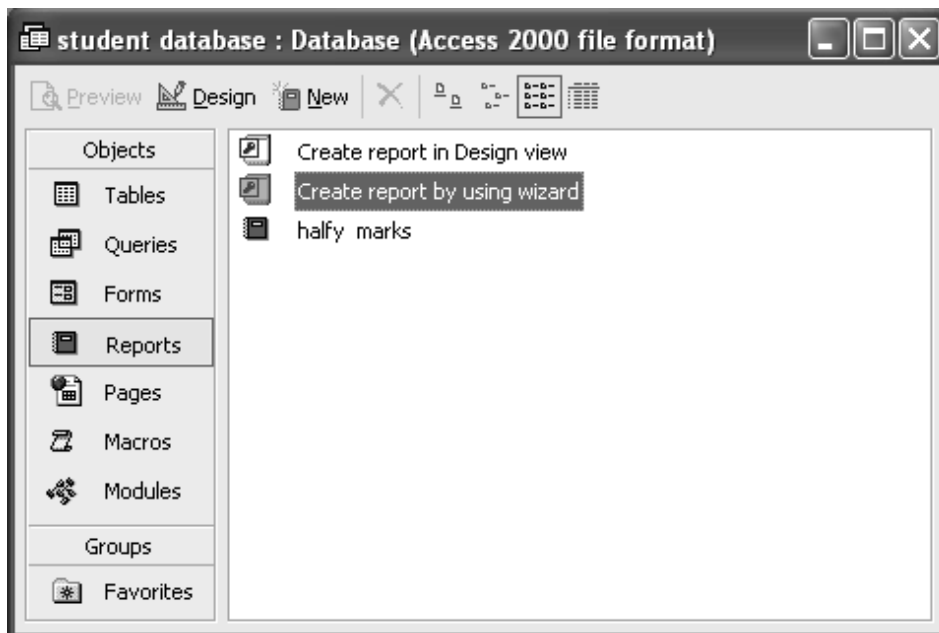 student database : Database (Access 2000 file format)
Preview Design New
Objects
Tables
Queries
Forms
Reports
Pages
Macros
Modules
Groups
Favorites
Create report in Design view
Create report by using wizard
halfy marks